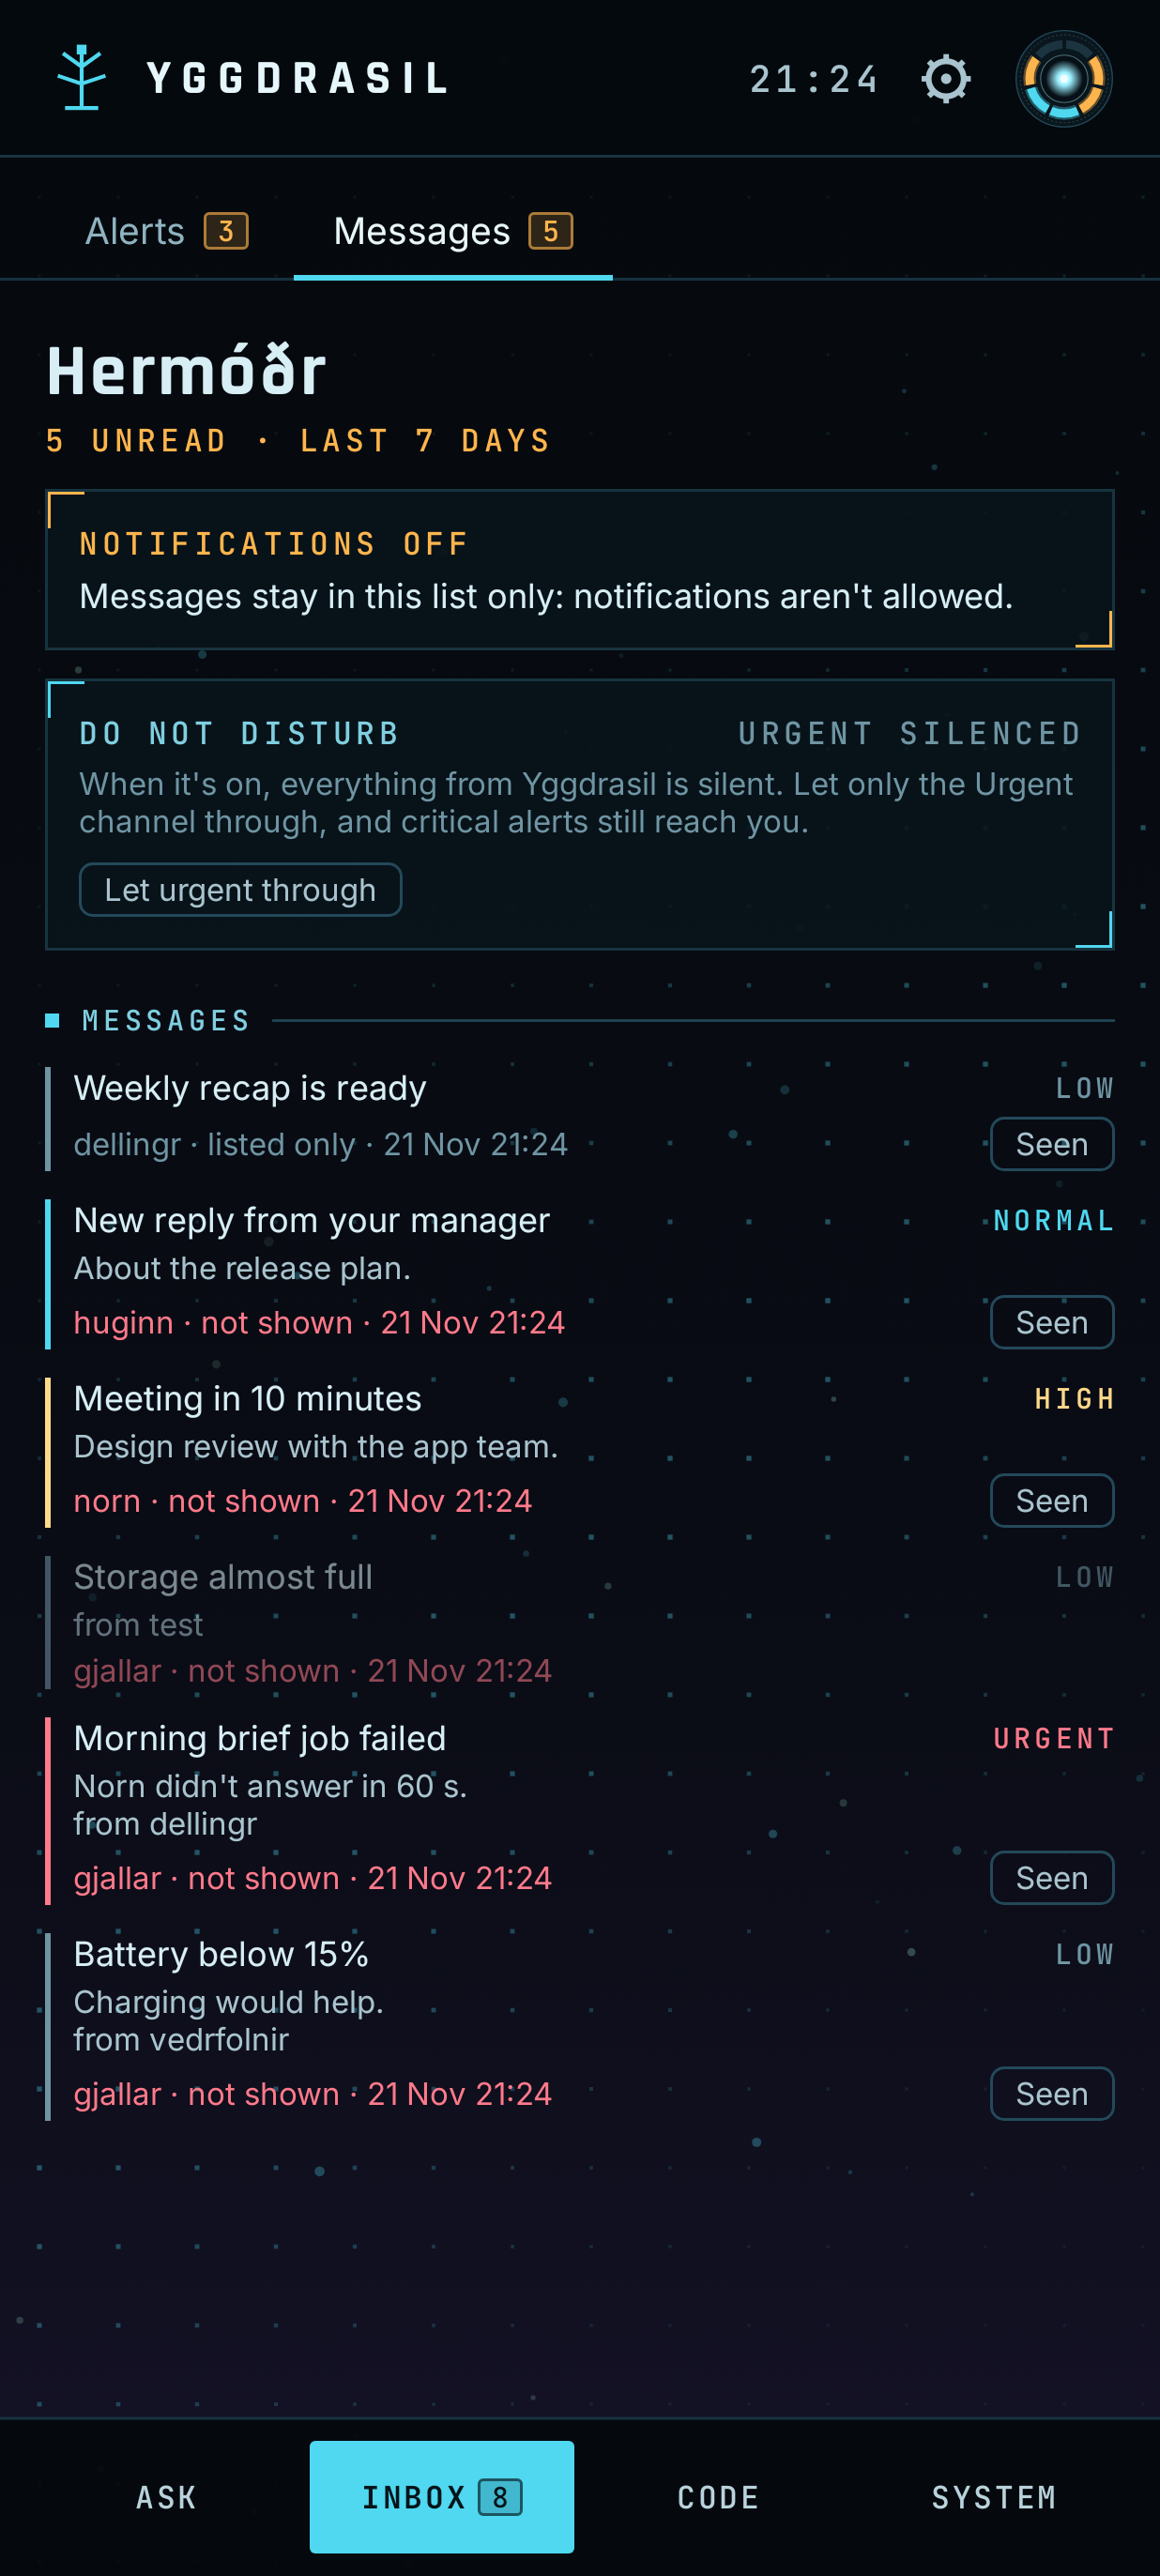 YGGDRASIL 21:24
Alerts 3 Messages 5
Hermóðr
5 UNREAD · LAST 7 DAYS
NOTIFICATIONS OFF
Messages stay in this list only: notifications aren't allowed.
DO NOT DISTURB URGENT SILENCED
When it's on, everything from Yggdrasil is silent. Let only the Urgent
channel through, and critical alerts still reach you.
Let urgent through
MESSAGES
Weekly recap is ready LOW
dellingr · listed only · 21 Nov 21:24 Seen
New reply from your manager NORMAL
About the release plan.
huginn · not shown · 21 Nov 21:24 Seen
Meeting in 10 minutes HIGH
Design review with the app team.
norn · not shown · 21 Nov 21:24 Seen
Storage almost full LOW
from test
gjallar · not shown · 21 Nov 21:24
Morning brief job failed URGENT
Norn didn't answer in 60 s.
from dellingr
gjallar · not shown · 21 Nov 21:24 Seen
Battery below 15% LOW
Charging would help.
from vedrfolnir
gjallar · not shown · 21 Nov 21:24 Seen
ASK INBOX 8 CODE SYSTEM